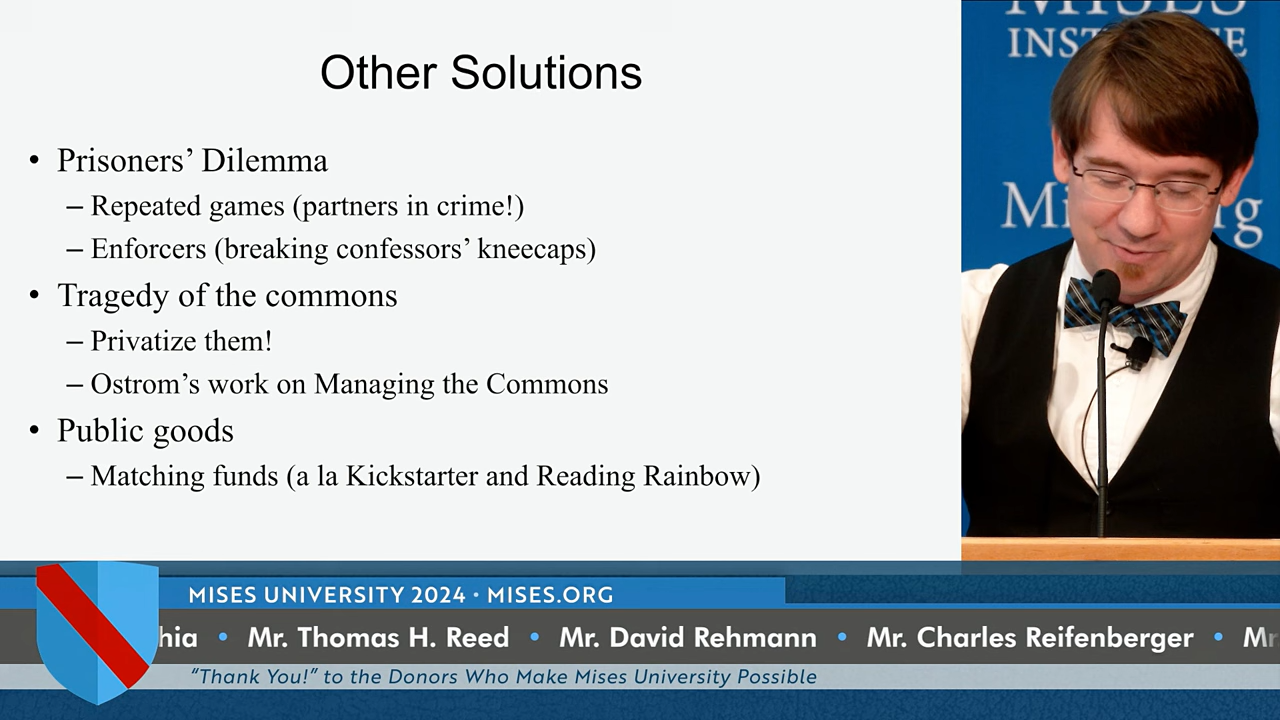 Other Solutions
• Prisoners’ Dilemma
– Repeated games (partners in crime!)
– Enforcers (breaking confessors’ kneecaps)
• Tragedy of the commons
– Privatize them!
– Ostrom’s work on Managing the Commons
• Public goods
– Matching funds (a la Kickstarter and Reading Rainbow)
MISES UNIVERSITY 2024 • MISES.ORG
hia • Mr. Thomas H. Reed • Mr. David Rehmann • Mr. Charles Reifenberger • Mr
“Thank You!” to the Donors Who Make Mises University Possible